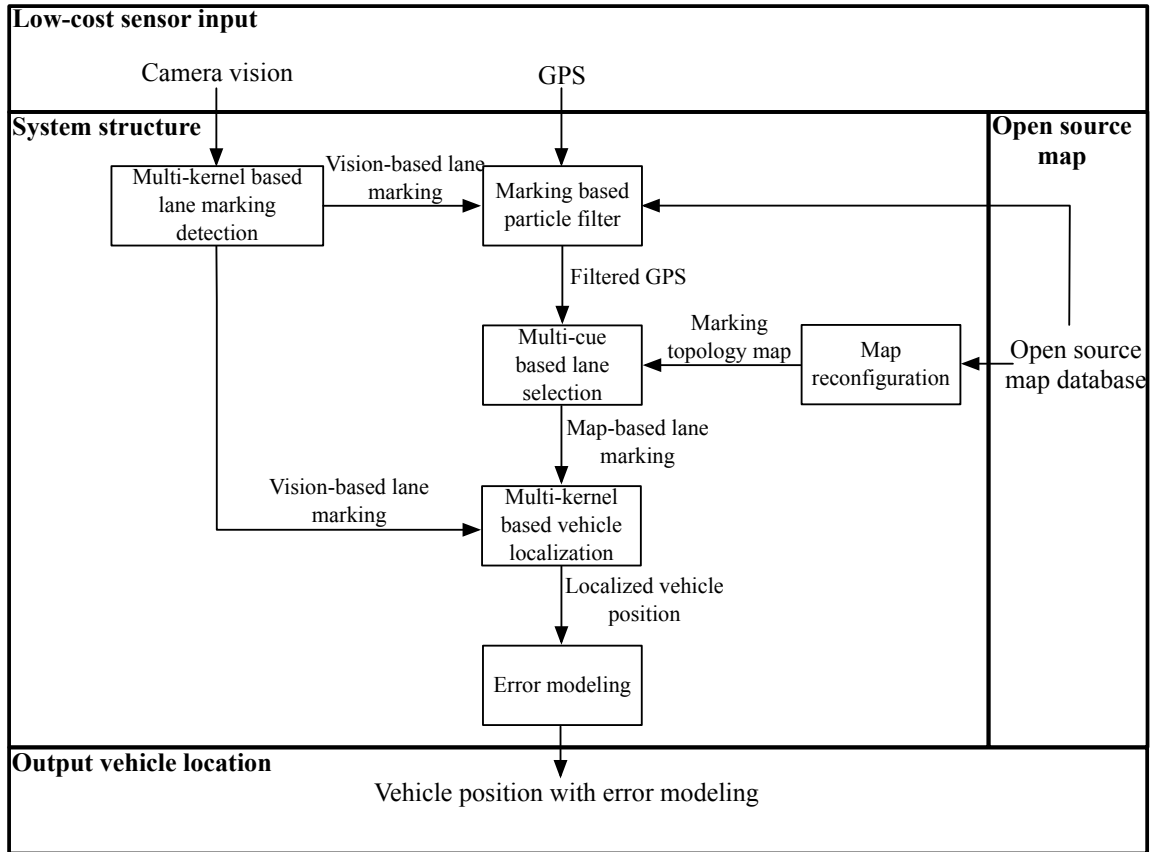 Low-cost sensor input
Camera vision
GPS
System structure
Open source
map
Multi-kernel based
lane marking
detection
Vision-based lane
marking
Marking based
particle filter
Filtered GPS
Multi-cue
based lane
selection
Marking
topology map
Map
reconfiguration
Open source
map database
Map-based lane
marking
Vision-based lane
marking
Multi-kernel
based vehicle
localization
Localized vehicle
position
Error modeling
Output vehicle location
Vehicle position with error modeling